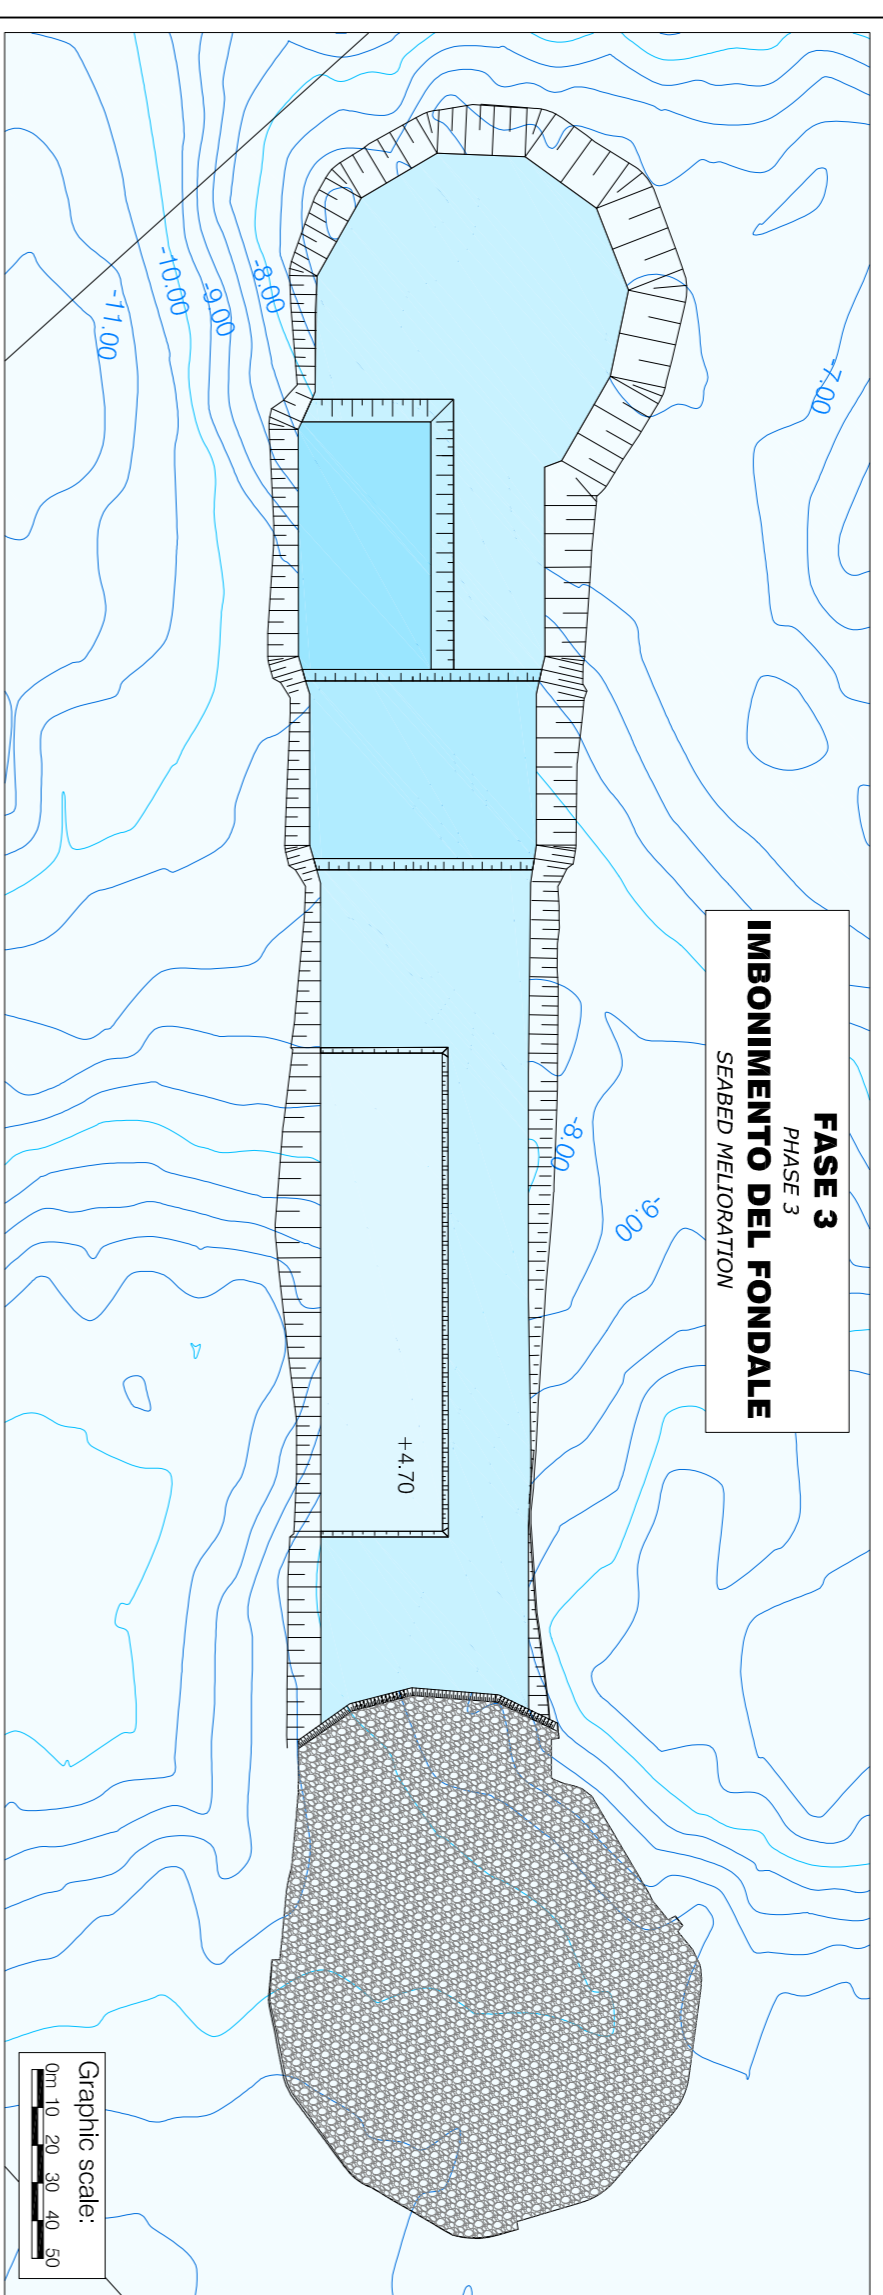 FASE 3
PHASE 3
IMBONIMENTO DEL FONDALE
SEABED MELIORATION
-7.00
-8.00
-9.00
-10.00
-11.00
-8.00
-9.00
+4.70
Graphic scale:
0m 10 20 30 40 50